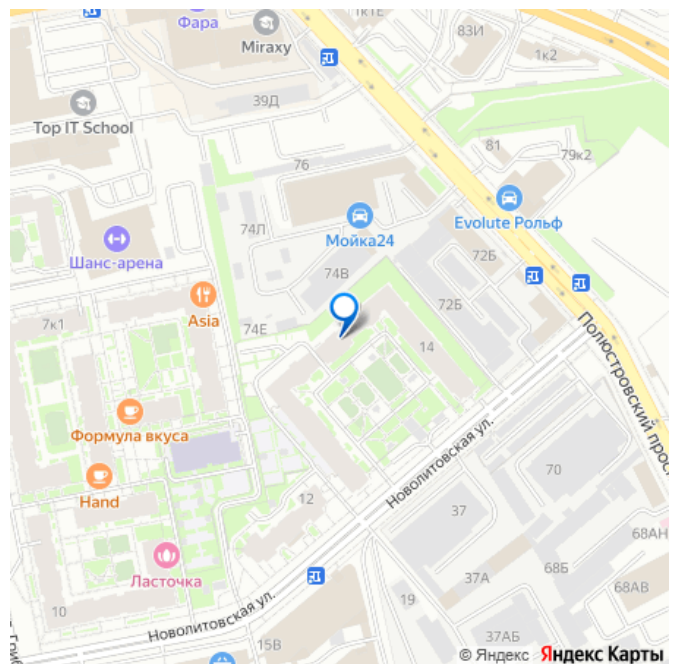 1к1Е
Фара
83И
Miraxy
1к2
39Д
Top IT School
81
79к2
76
74Л
Evolute Рольф
Мойка24
Шанс-арена
72Б
74В
72Б
Asia
7к1
74Е
14
Полюстровский просп
Формула вкуса
Новолитовская ул.
70
Hand
12
37
68АН
Ласточка
37А
68Б
68АВ
10
19
Новолитовская ул.
15В
37АБ
© Яндекс Яндекс Карты